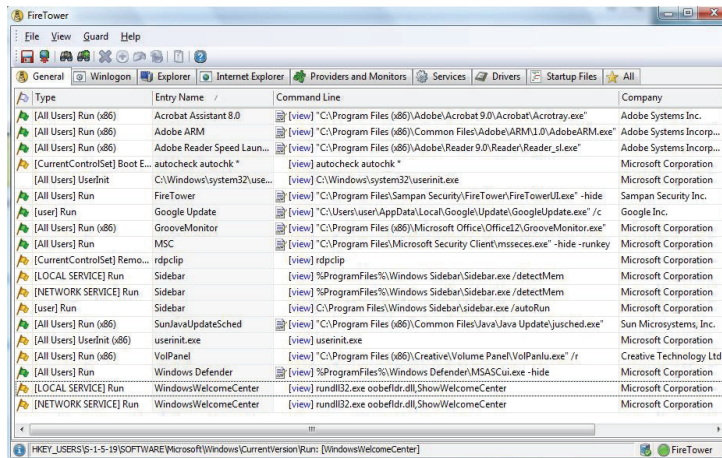 FireTower
File View Guard Help
General Winlogon Explorer Internet Explorer Providers and Monitors Services Drivers Startup Files All
Type Entry Name / Command Line Company
[All Users] Run (x86) Acrobat Assistant 8.0 [view] "C:\Program Files (x86)\Adobe\Acrobat 9.0\Acrobat\Acrotray.exe" Adobe Systems Inc.
[All Users] Run (x86) Adobe ARM [view] "C:\Program Files (x86)\Common Files\Adobe\ARM\1.0\AdobeARM.exe" Adobe Systems Incorp...
[All Users] Run (x86) Adobe Reader Speed Laun... [view] "C:\Program Files (x86)\Adobe\Reader 9.0\Reader\Reader_sl.exe" Adobe Systems Incorp...
[CurrentControlSet] Boot E... autocheck autochk * [view] autocheck autochk * Microsoft Corporation
[All Users] UserInit C:\Windows\system32\use... [view] C:\Windows\system32\userinit.exe Microsoft Corporation
[All Users] Run FireTower [view] "C:\Program Files\Sampan Security\FireTower\FireTowerUI.exe" -hide Sampan Security Inc.
[user] Run Google Update [view] "C:\Users\user\AppData\Local\Google\Update\GoogleUpdate.exe" /c Google Inc.
[All Users] Run (x86) GrooveMonitor [view] "C:\Program Files (x86)\Microsoft Office\Office12\GrooveMonitor.exe" Microsoft Corporation
[All Users] Run MSC [view] "C:\Program Files\Microsoft Security Client\msseces.exe" -hide -runkey Microsoft Corporation
[CurrentControlSet] Remo... rdpclip [view] rdpclip Microsoft Corporation
[LOCAL SERVICE] Run Sidebar [view] %ProgramFiles%\Windows Sidebar\Sidebar.exe /detectMem Microsoft Corporation
[NETWORK SERVICE] Run Sidebar [view] %ProgramFiles%\Windows Sidebar\Sidebar.exe /detectMem Microsoft Corporation
[user] Run Sidebar [view] C:\Program Files\Windows Sidebar\sidebar.exe /autoRun Microsoft Corporation
[All Users] Run (x86) SunJavaUpdateSched [view] "C:\Program Files (x86)\Common Files\Java\Java Update\jusched.exe" Sun Microsystems, Inc.
[All Users] UserInit (x86) userinit.exe [view] userinit.exe Microsoft Corporation
[All Users] Run (x86) VolPanel [view] "C:\Program Files (x86)\Creative\Volume Panel\VolPanlu.exe" /r Creative Technology Ltd
[All Users] Run Windows Defender [view] %ProgramFiles%\Windows Defender\MSASCui.exe -hide Microsoft Corporation
[LOCAL SERVICE] Run WindowsWelcomeCenter [view] rundll32.exe oobefldr.dll,ShowWelcomeCenter Microsoft Corporation
[NETWORK SERVICE] Run WindowsWelcomeCenter [view] rundll32.exe oobefldr.dll,ShowWelcomeCenter Microsoft Corporation
HKEY_USERS\S-1-5-19\SOFTWARE\Microsoft\Windows\CurrentVersion\Run: [WindowsWelcomeCenter] FireTower